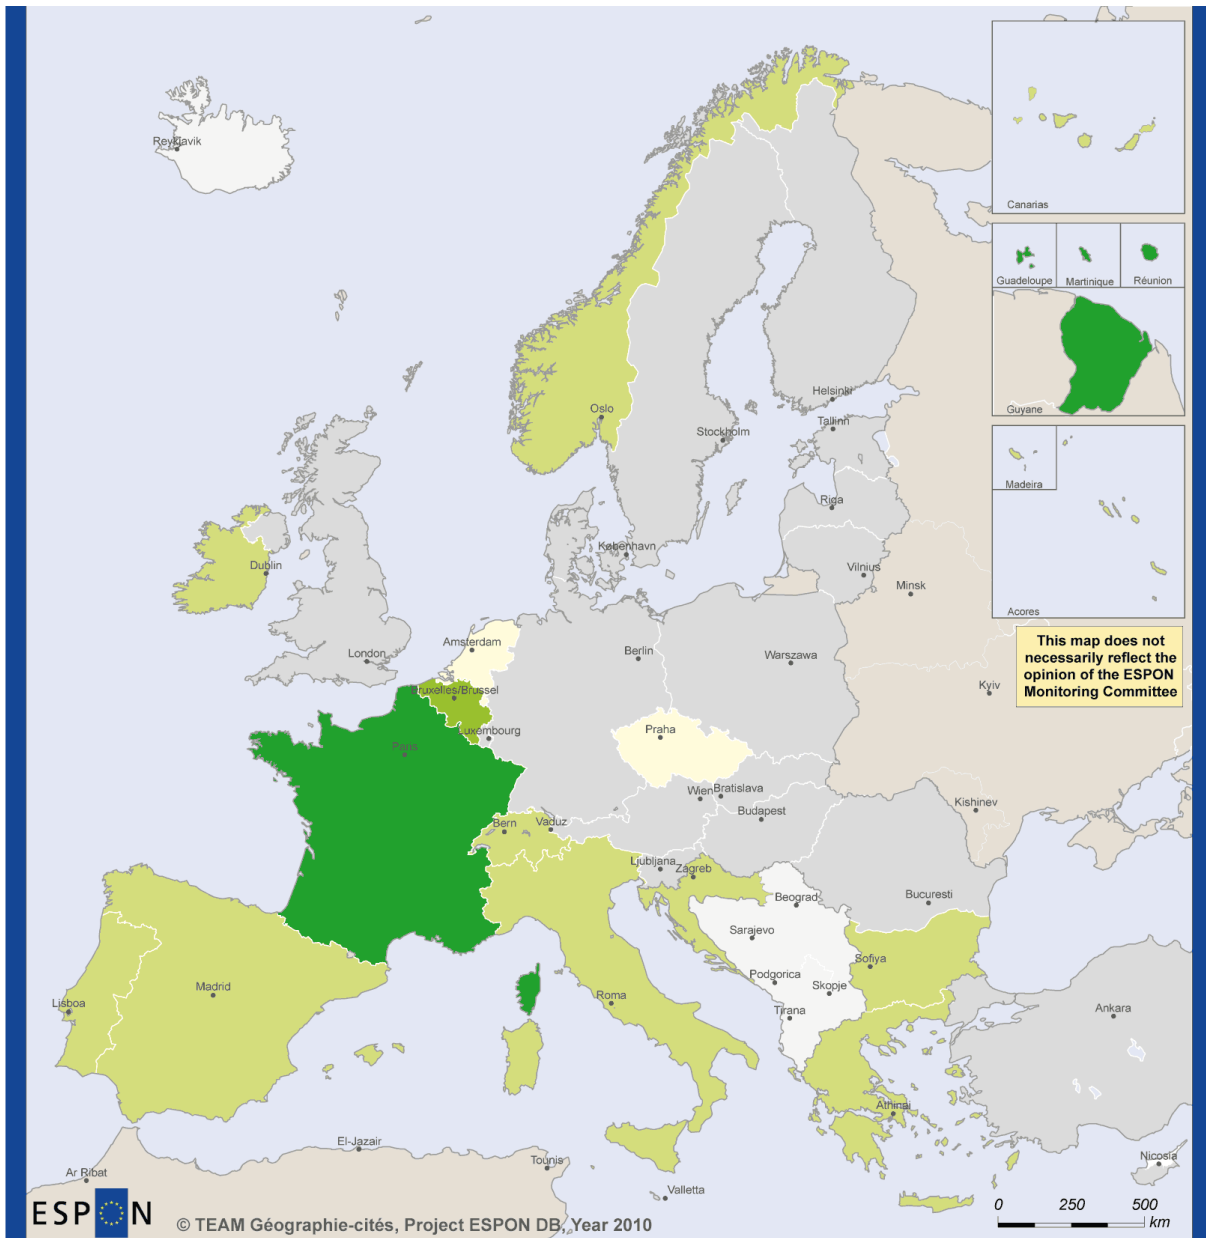 Reykjavik
Canarias
Guadeloupe
Martinique
Réunion
Guyane
Madeira
Acores
Oslo
Helsinki
Tallinn
Stockholm
Riga
København
Vilnius
Minsk
Dublin
Amsterdam
London
Berlin
Warszawa
This map does not
necessarily reflect the
opinion of the ESPON
Monitoring Committee
Kyiv
Bruxelles/Brussel
Luxembourg
Praha
Paris
Wien
Bratislava
Budapest
Kishinev
Bern
Vaduz
Ljubljana
Zagreb
Beograd
Bucuresti
Sarajevo
Sofiya
Podgorica
Skopje
Tirana
Madrid
Lisboa
Roma
Ankara
Athinai
El-Jazair
Tounis
Ar Ribat
Valletta
Nicosia
0 250 500
km
ESPON
© TEAM Géographie-cités, Project ESPON DB, Year 2010